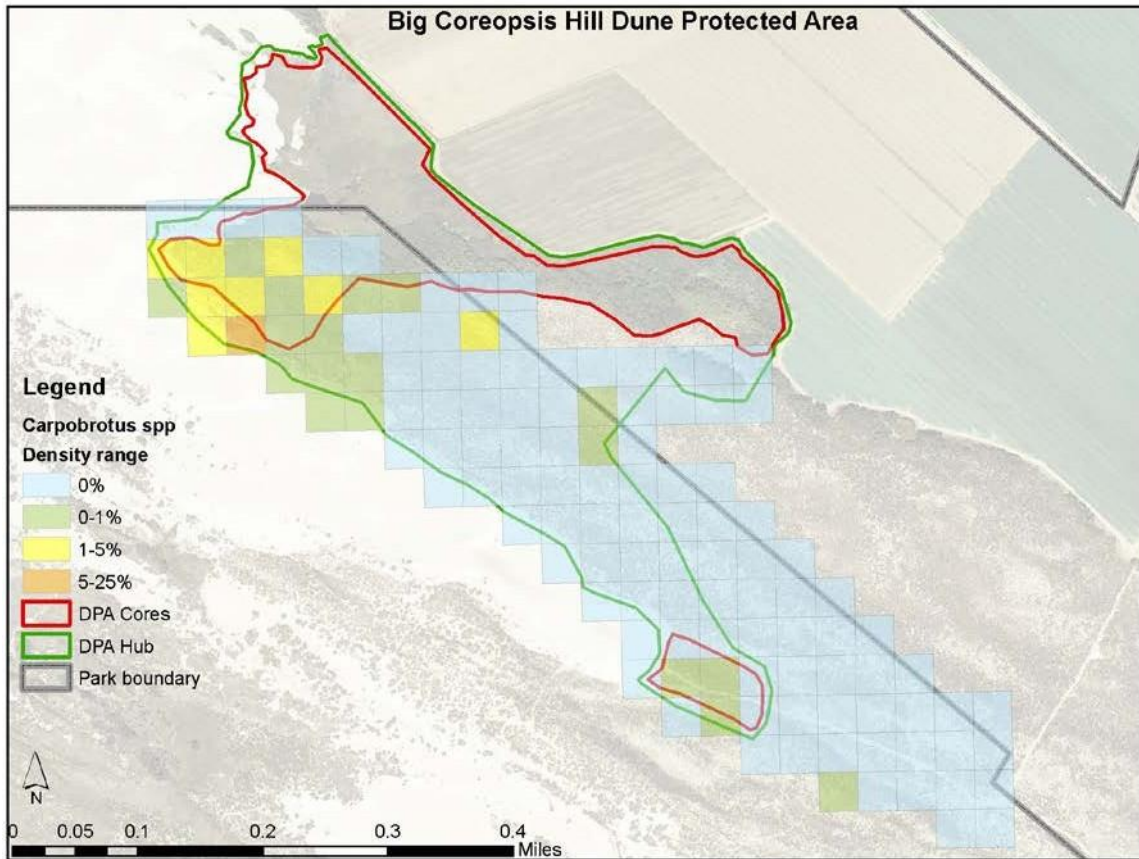 Big Coreopsis Hill Dune Protected Area
Legend
Carpobrotus spp
Density range
0%
0-1%
1-5%
5-25%
DPA Cores
DPA Hub
Park boundary
N
0 0.05 0.1 0.2 0.3 0.4
Miles